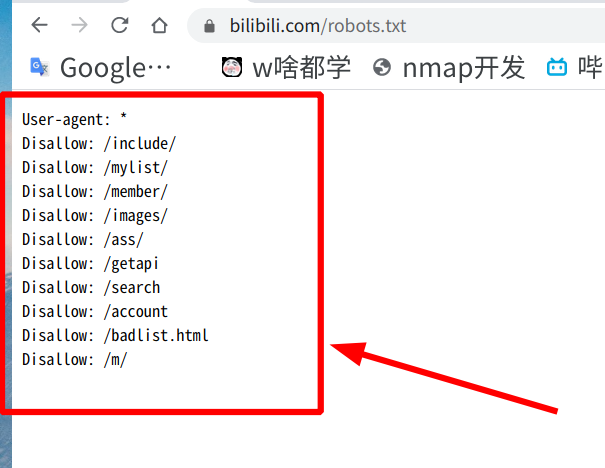 bilibili.com/robots.txt
Google… w啥都学 nmap开发 哔
User-agent: *
Disallow: /include/
Disallow: /mylist/
Disallow: /member/
Disallow: /images/
Disallow: /ass/
Disallow: /getapi
Disallow: /search
Disallow: /account
Disallow: /badlist.html
Disallow: /m/